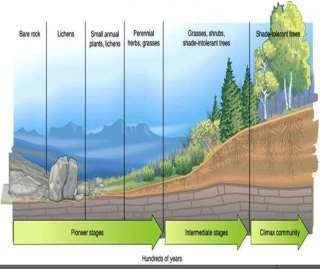 Bare rock
Lichens
Small annual
plants, lichens
Perennial
herbs, grasses
Grasses, shrubs,
shade-intolerant trees
Shade-tolerant trees
Pioneer stages
Intermediate stages
Climax community
Hundreds of years